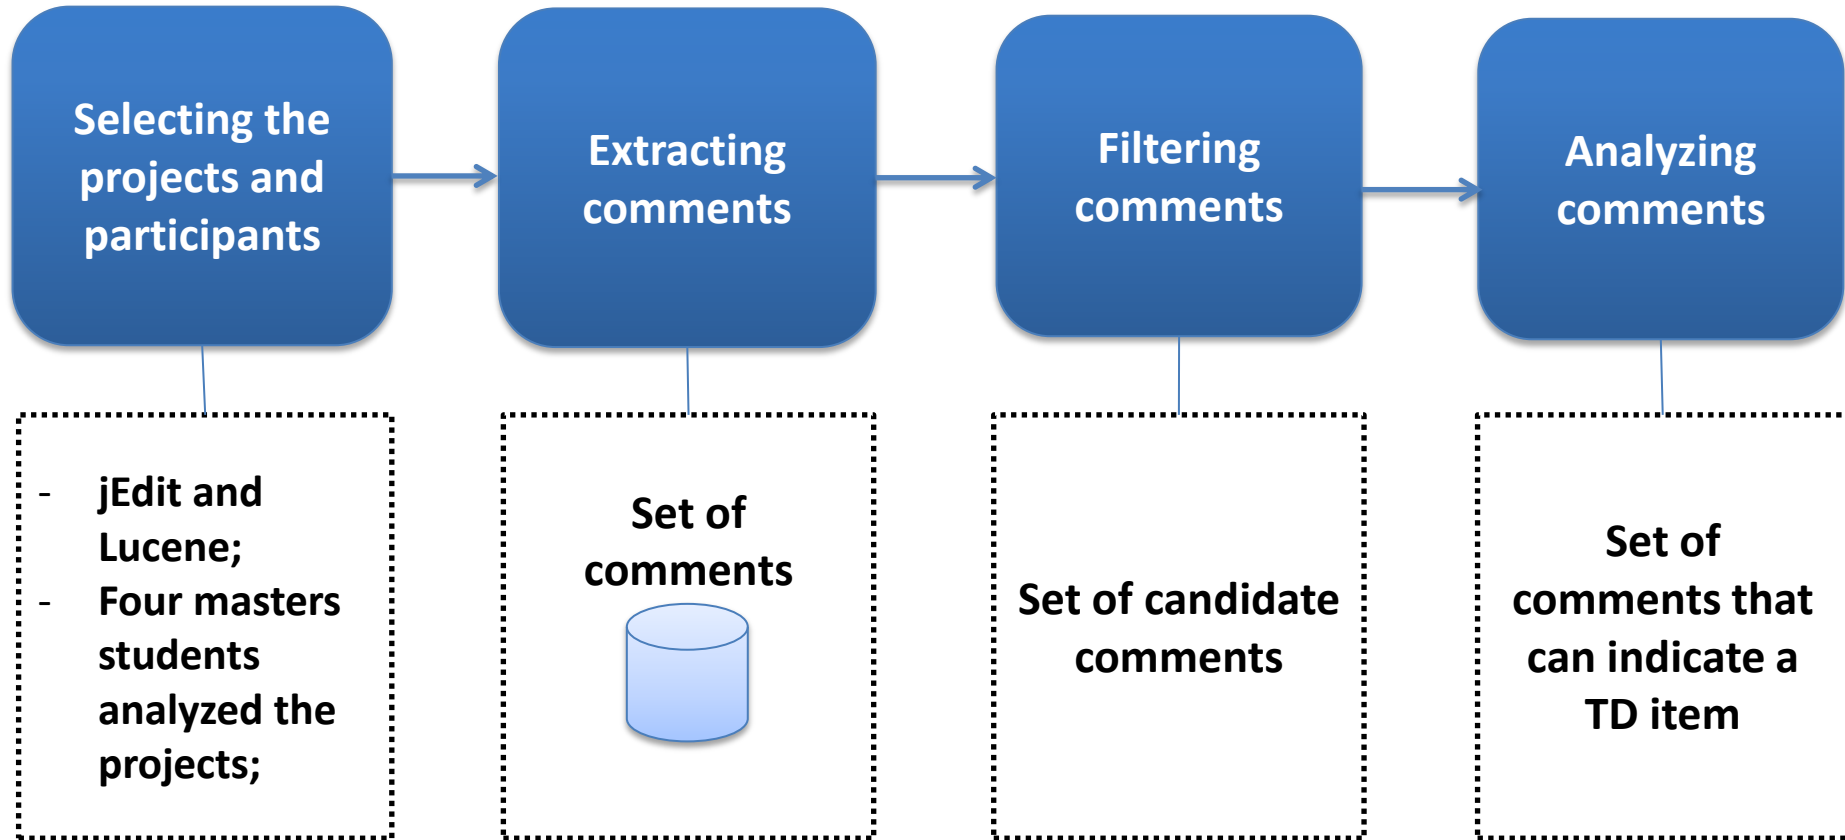 Selecting the
projects and
participants
Extracting
comments
Filtering
comments
Analyzing
comments
- jEdit and
Lucene;
- Four masters
students
analyzed the
projects;
Set of
comments
Set of candidate
comments
Set of
comments that
can indicate a
TD item